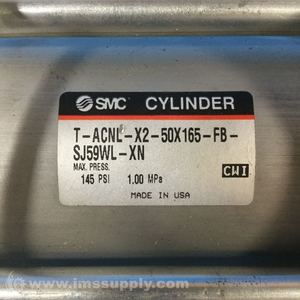 SMC CYLINDER
T-ACNL-X2-50X165-FB-
SJ59WL-XN
MAX. PRESS.
145 PSI 1.00 MPa
CWI
MADE IN USA
© www.imssupply.com